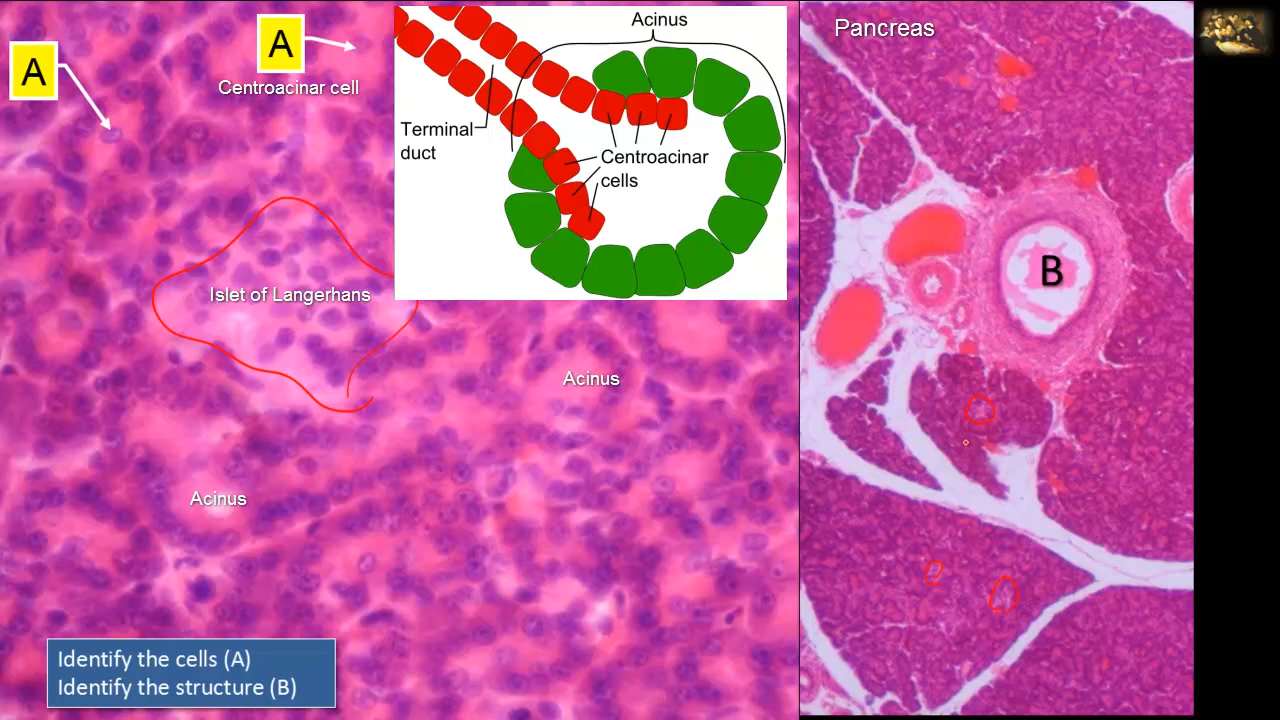 A
A
Centroacinar cell
Acinus
Terminal
duct
Centroacinar
cells
Islet of Langerhans
Acinus
Acinus
Identify the cells (A)
Identify the structure (B)
Pancreas
B